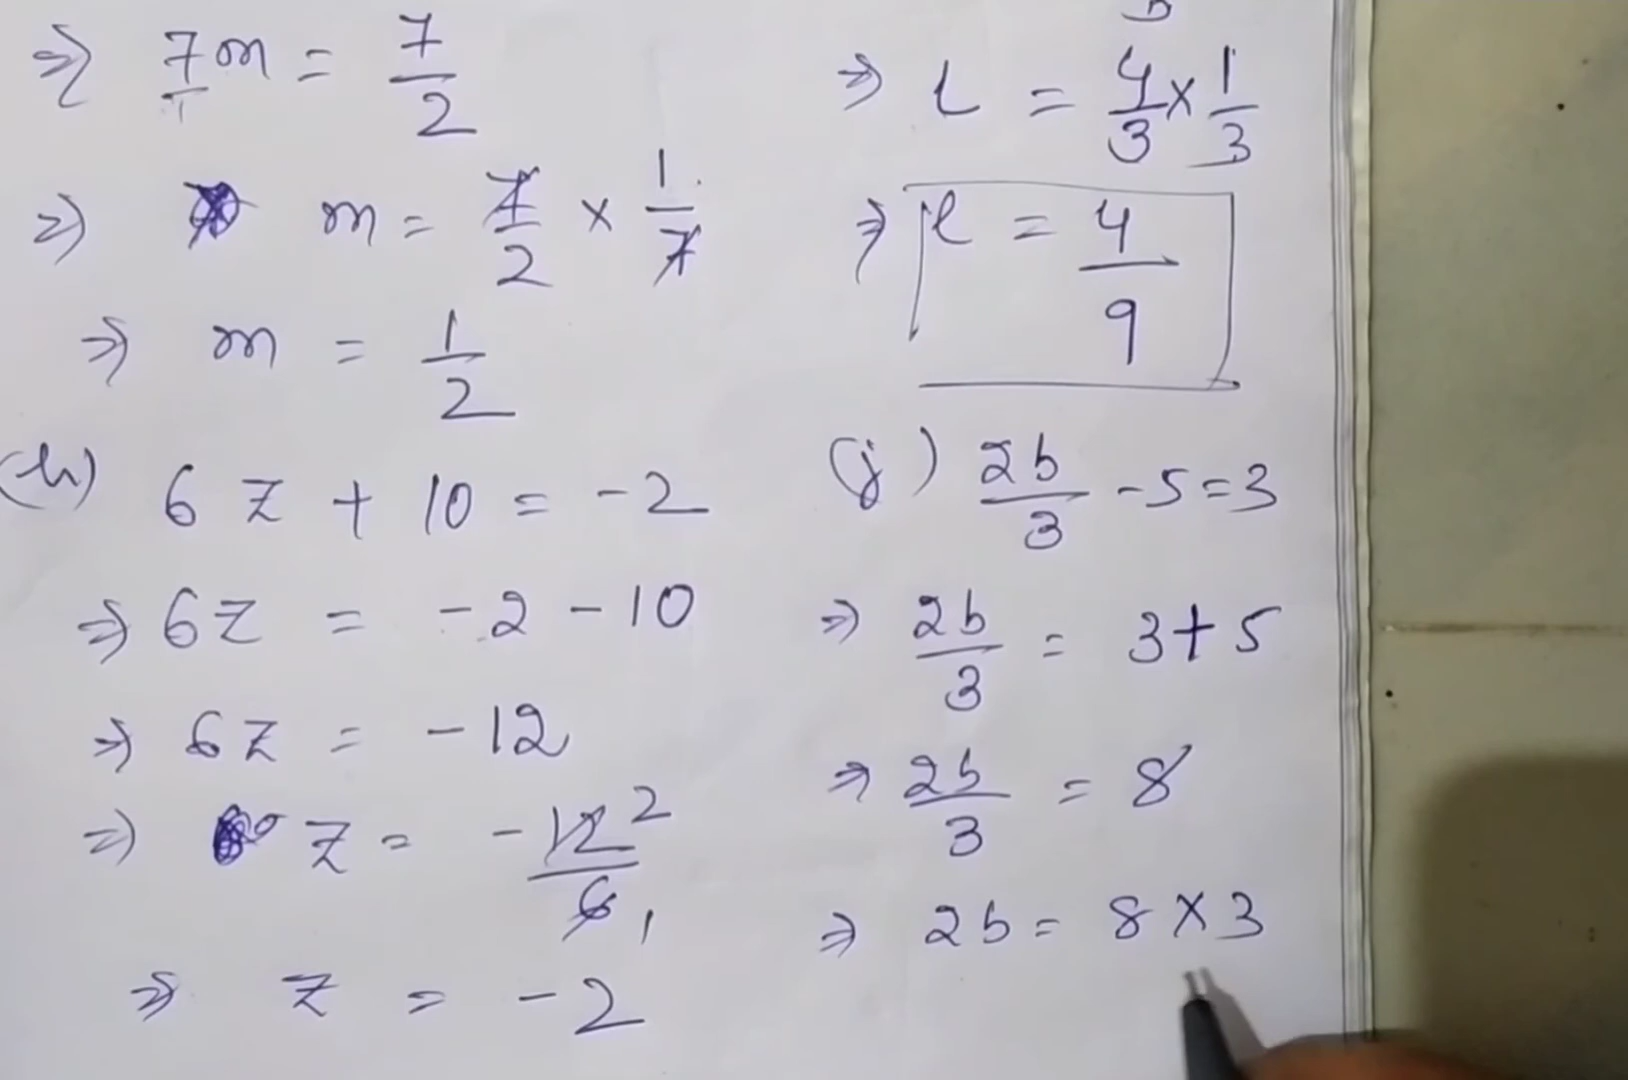 ⇒ 7m = 7/2
⇒ m = 7/2 × 1/7
⇒ m = 1/2
(h) 6z + 10 = -2
⇒ 6z = -2 - 10
⇒ 6z = -12
⇒ z = -12/6 2 1
⇒ z = -2
⇒ l = 4/3 × 1/3
⇒ l = 4/9
(j) 2b/3 - 5 = 3
⇒ 2b/3 = 3 + 5
⇒ 2b/3 = 8
⇒ 2b = 8 × 3